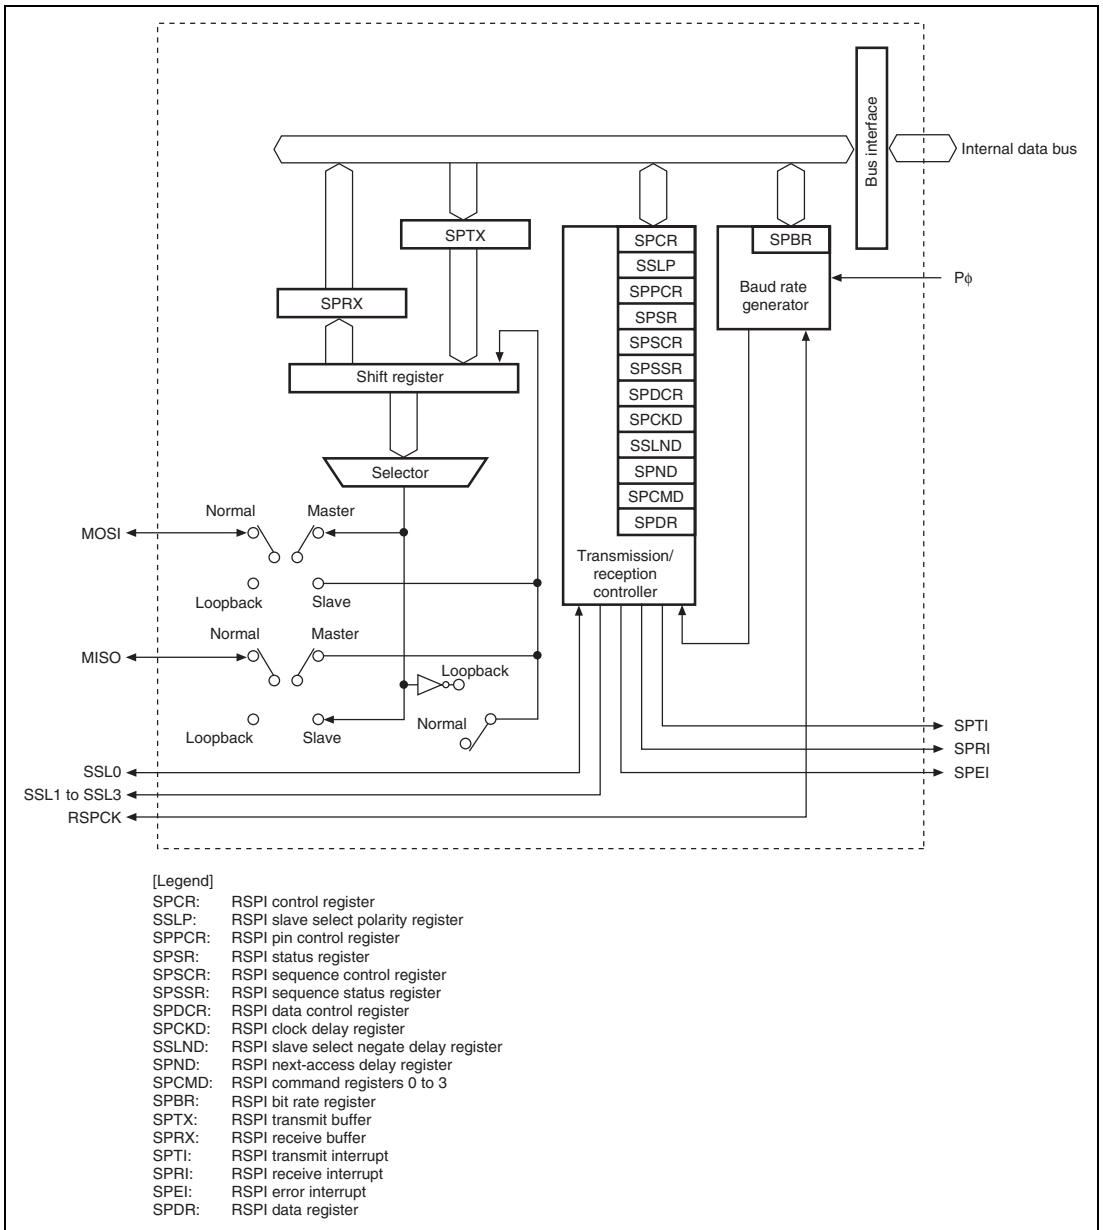 Bus interface
Internal data bus
SPTX
SPRX
Shift register
Selector
SPCR
SSLP
SPPCR
SPSR
SPSCR
SPSSR
SPDCR
SPCKD
SSLND
SPND
SPCMD
SPDR
Transmission/
reception
controller
SPBR
Baud rate
generator
Pϕ
Normal
Master
MOSI
Loopback
Slave
Normal
Master
MISO
Loopback
Normal
Loopback
Slave
SSL0
SSL1 to SSL3
RSPCK
SPTI
SPRI
SPEI
[Legend]
SPCR: RSPI control register
SSLP: RSPI slave select polarity register
SPPCR: RSPI pin control register
SPSR: RSPI status register
SPSCR: RSPI sequence control register
SPSSR: RSPI sequence status register
SPDCR: RSPI data control register
SPCKD: RSPI clock delay register
SSLND: RSPI slave select negate delay register
SPND: RSPI next-access delay register
SPCMD: RSPI command registers 0 to 3
SPBR: RSPI bit rate register
SPTX: RSPI transmit buffer
SPRX: RSPI receive buffer
SPTI: RSPI transmit interrupt
SPRI: RSPI receive interrupt
SPEI: RSPI error interrupt
SPDR: RSPI data register